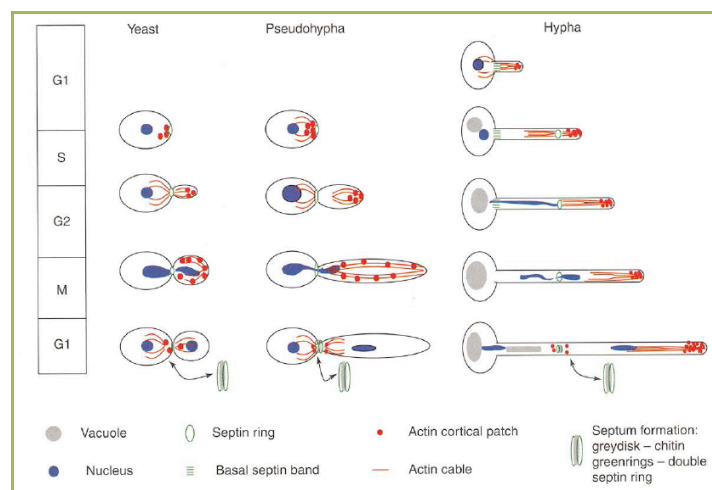 Yeast
Pseudohypha
Hypha
G1
S
G2
M
G1
Vacuole
Septin ring
Actin cortical patch
Septum formation:
greydisk – chitin
greenrings – double
septin ring
Nucleus
Basal septin band
Actin cable